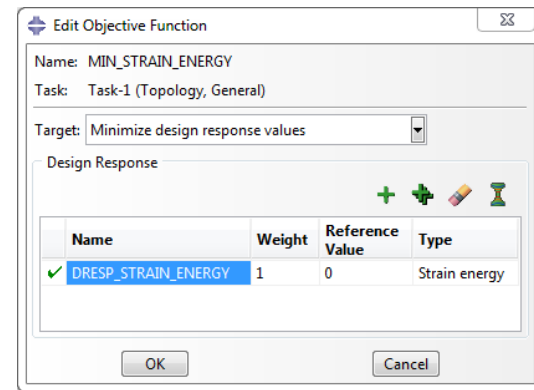 Edit Objective Function
Name: MIN_STRAIN_ENERGY
Task: Task-1 (Topology, General)
Target: Minimize design response values
Design Response
Name Weight Reference Value Type
DRESP_STRAIN_ENERGY 1 0 Strain energy
OK Cancel